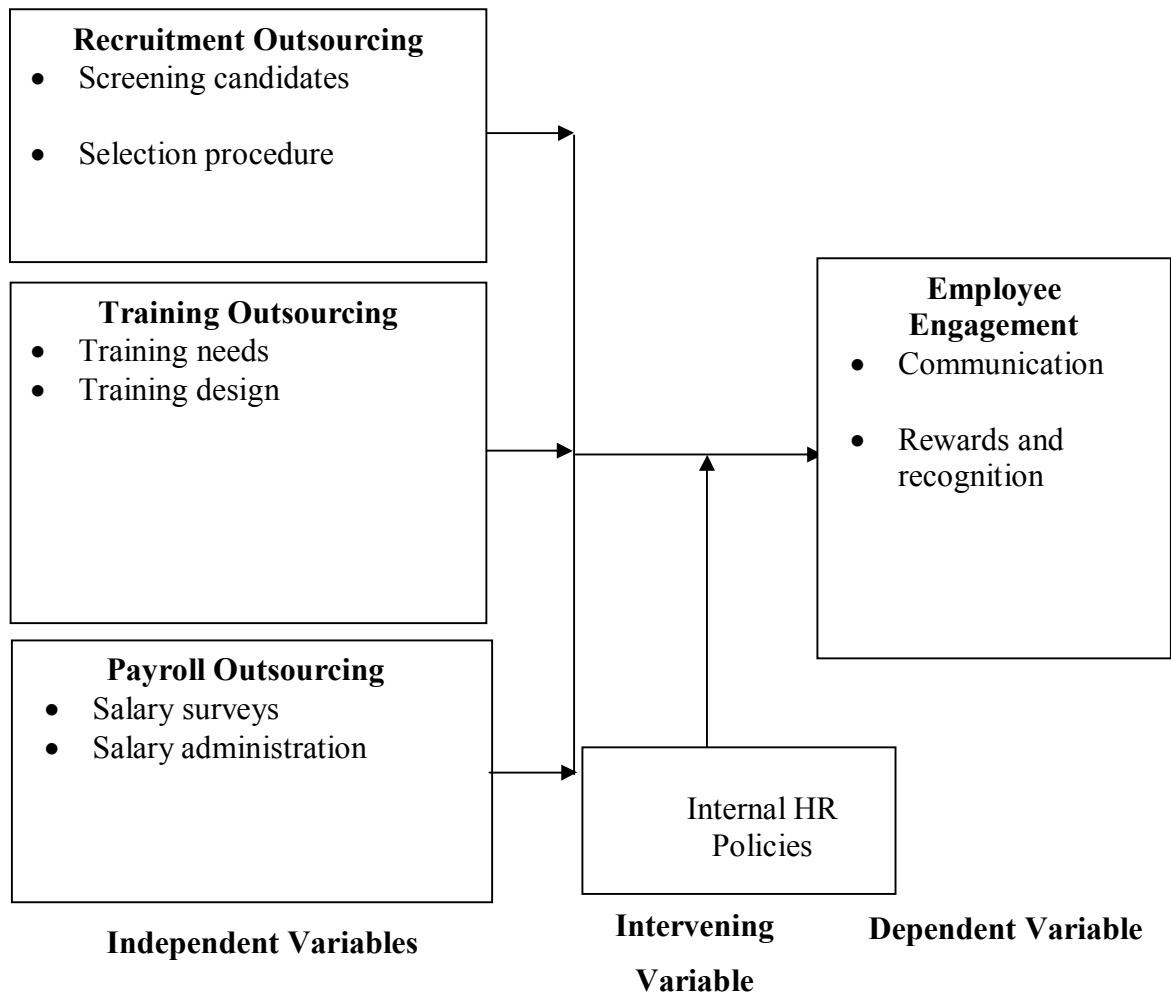 Recruitment Outsourcing
• Screening candidates
• Selection procedure
Training Outsourcing
• Training needs
• Training design
Payroll Outsourcing
• Salary surveys
• Salary administration
Employee
Engagement
• Communication
• Rewards and
recognition
Internal HR
Policies
Independent Variables
Intervening
Variable
Dependent Variable